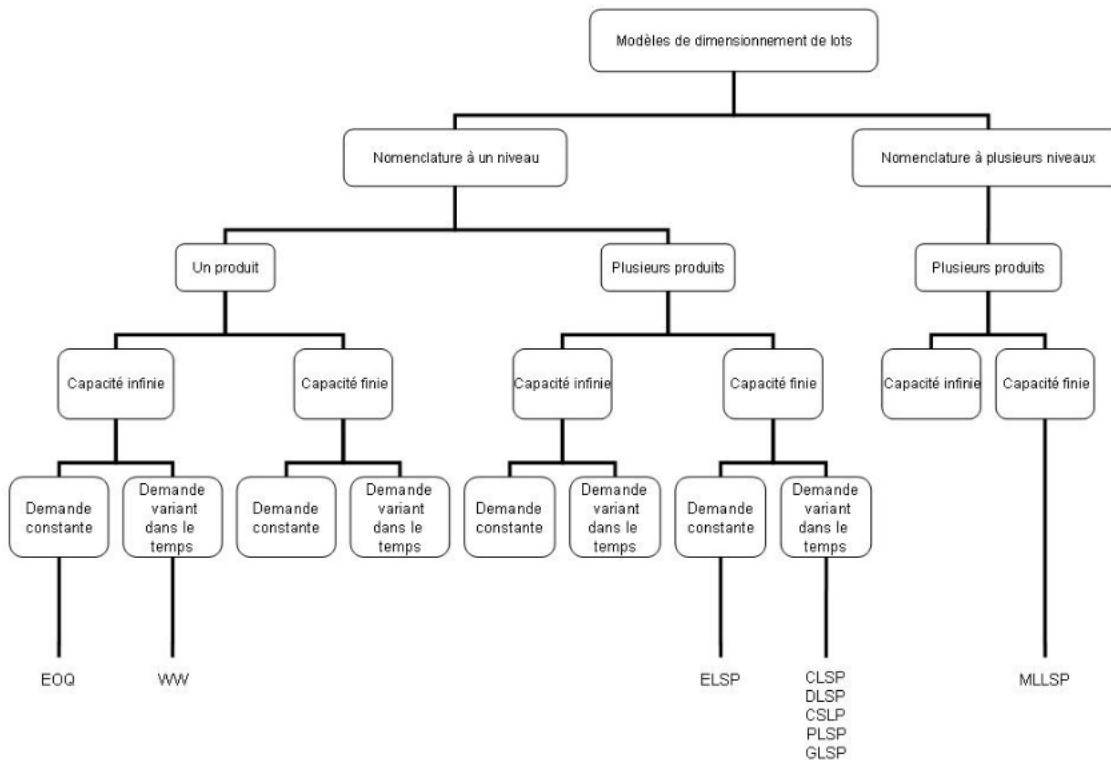 Modèles de dimensionnement de lots
Nomenclature à un niveau
Nomenclature à plusieurs niveaux
Un produit
Plusieurs produits
Plusieurs produits
Capacité infinie
Capacité finie
Capacité infinie
Capacité finie
Capacité infinie
Capacité finie
Demande
constante
Demande
variant
dans le
temps
Demande
constante
Demande
variant
dans le
temps
Demande
constante
Demande
variant
dans le
temps
Demande
constante
Demande
variant
dans le
temps
EOQ
WW
ELSP
CLSP
DLSP
CSLP
PLSP
GLSP
MLLSP